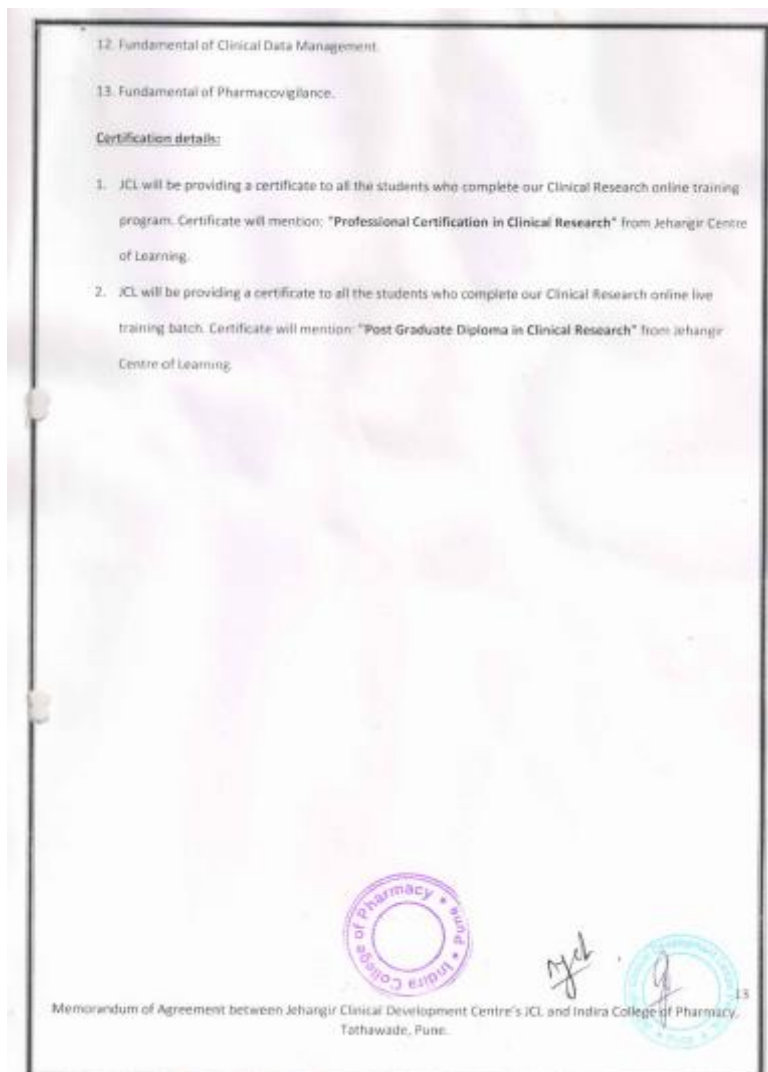 12. Fundamental of Clinical Data Management.
13. Fundamental of Pharmacovigilance.
Certification details:
1. JCL will be providing a certificate to all the students who complete our Clinical Research online training
program. Certificate will mention: "Professional Certification in Clinical Research" from Jehangir Centre
of Learning.
2. JCL will be providing a certificate to all the students who complete our Clinical Research online live
training batch. Certificate will mention: "Post Graduate Diploma in Clinical Research" from Jehangir
Centre of Learning.
Indira College of Pharmacy * Pune *
Development
13
Memorandum of Agreement between Jehangir Clinical Development Centre's JCL and Indira College of Pharmacy,
Tathawade, Pune.